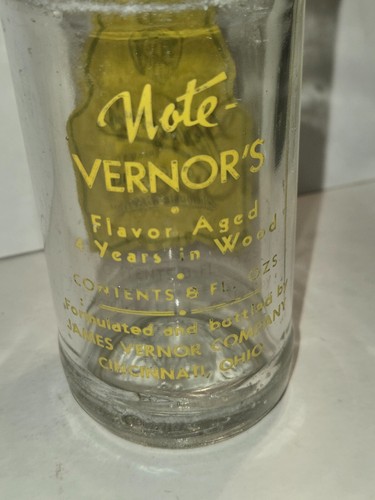 Note-
VERNOR'S
Flavor Aged
4 Years in Wood
CONTENTS 8 FL. OZS
Formulated and bottled by
JAMES VERNOR COMPANY
CINCINNATI, OHIO